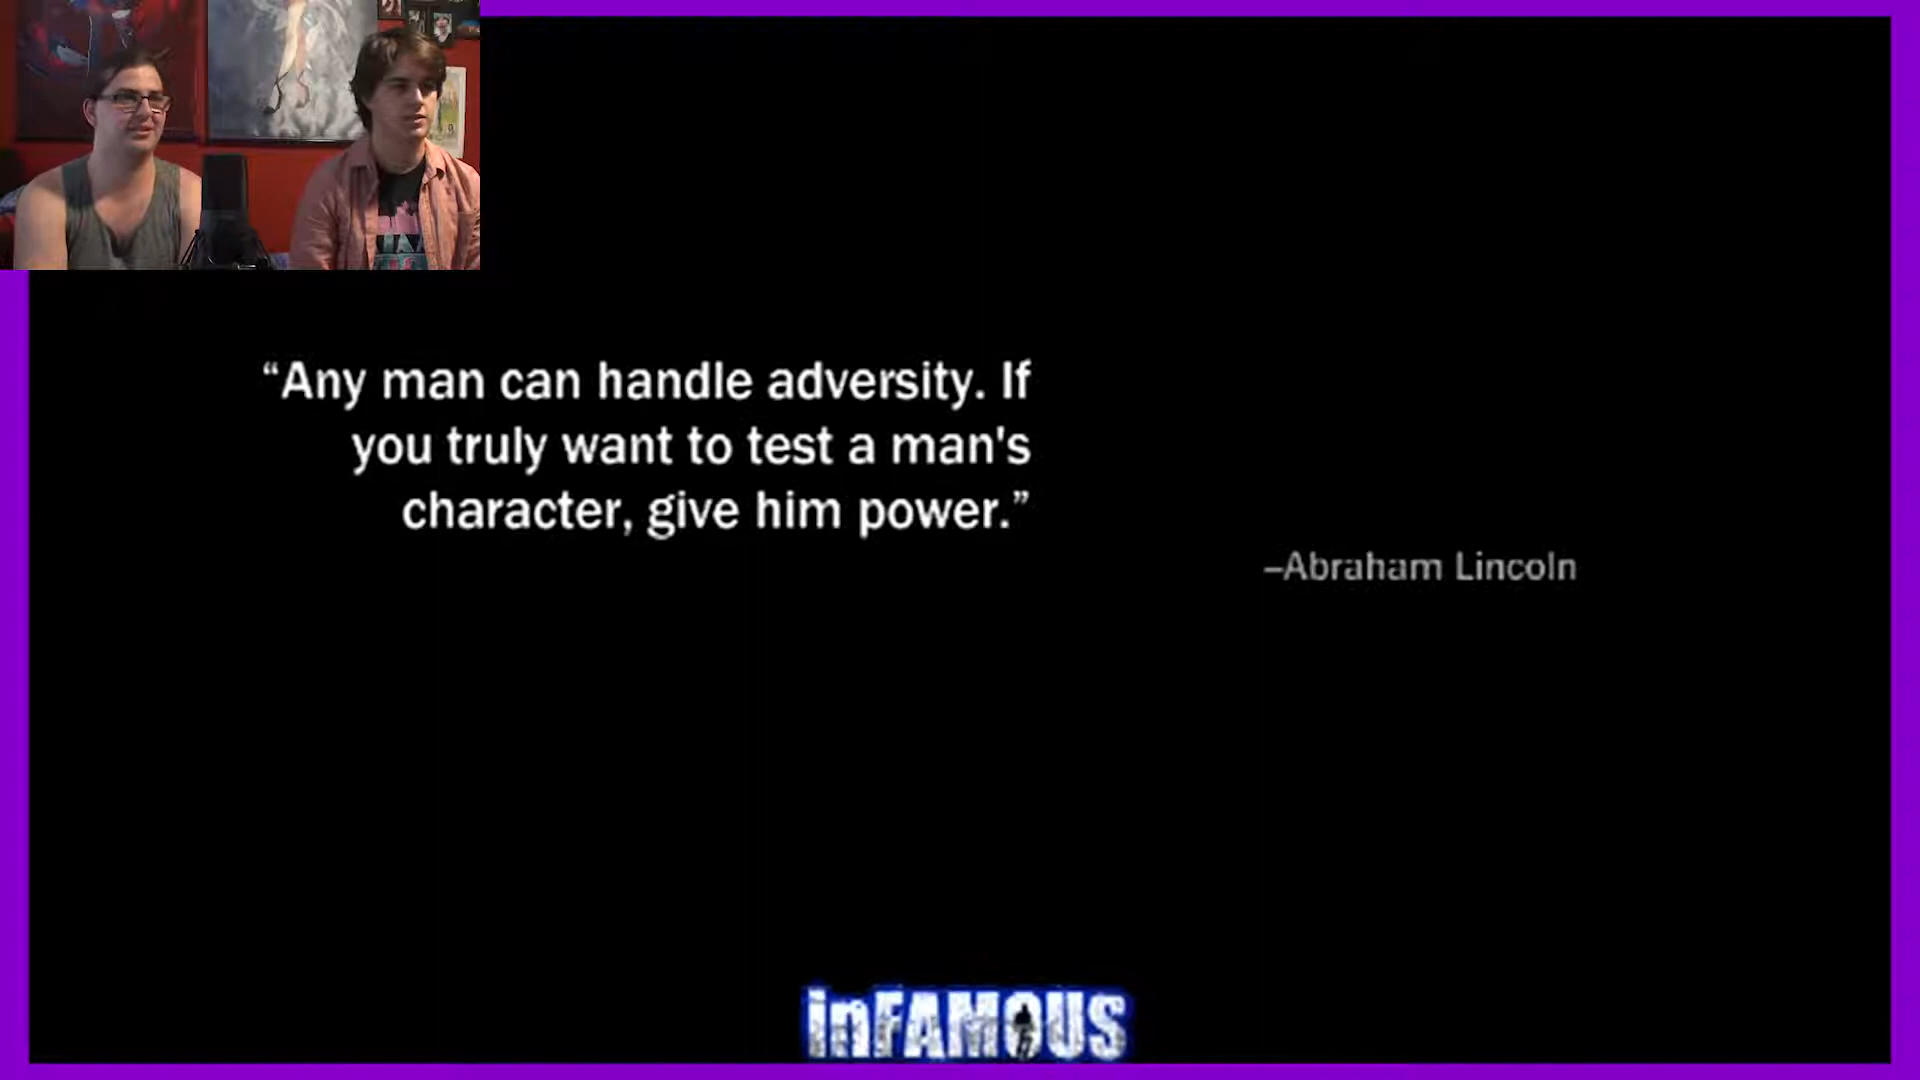 “Any man can handle adversity. If
you truly want to test a man's
character, give him power.”
–Abraham Lincoln
inFAMOUS